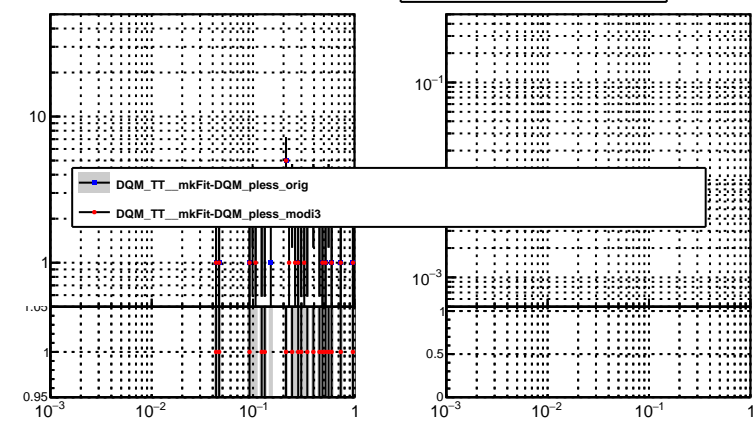 10
10⁻¹
DQM_TT__mkFit-DQM_pless_orig
DQM_TT__mkFit-DQM_pless_modi3
1
10⁻³
1.05
1
1
0.5
0.95
0
10⁻³ 10⁻² 10⁻¹ 1
10⁻³ 10⁻² 10⁻¹ 1